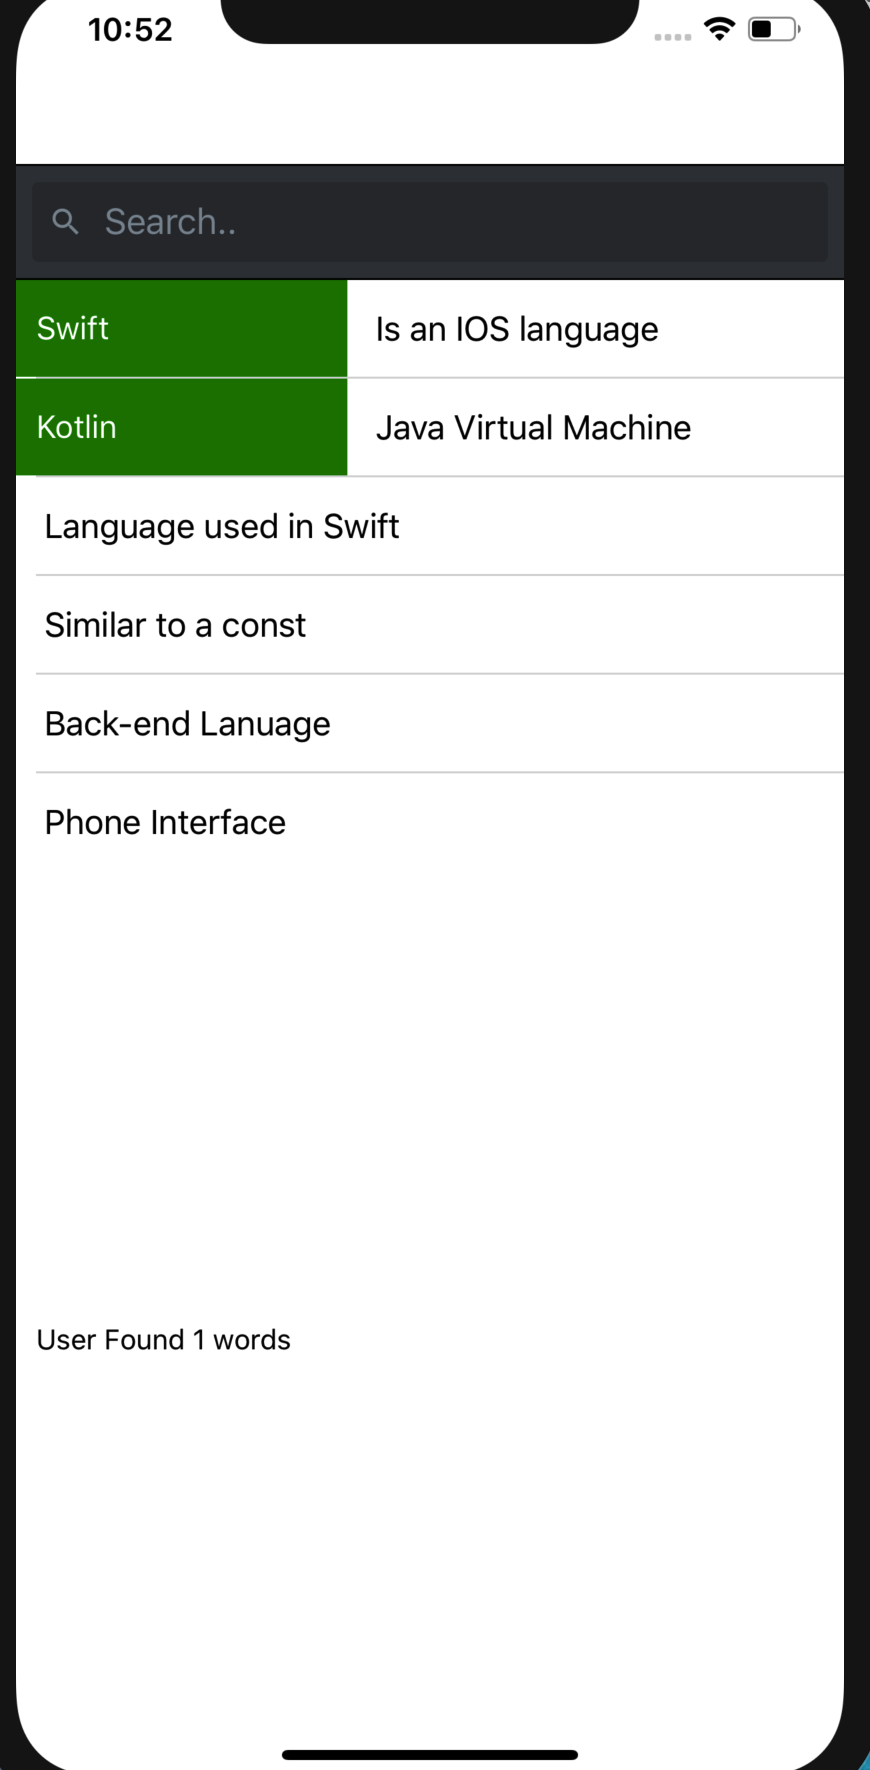 10:52
Search..
Swift Is an IOS language
Kotlin Java Virtual Machine
Language used in Swift
Similar to a const
Back-end Lanuage
Phone Interface
User Found 1 words